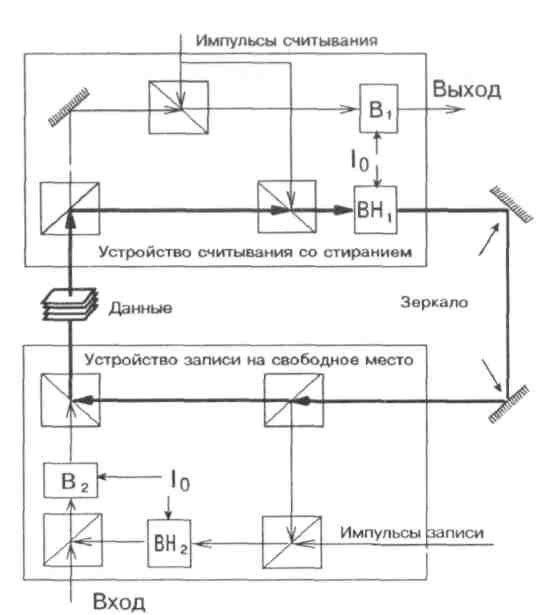 Импульсы считывания
B1
Выход
I0
BH1
Устройство считывания со стиранием
Данные
Зеркало
Устройство записи на свободное место
B2
I0
BH2
Импульсы записи
Вход